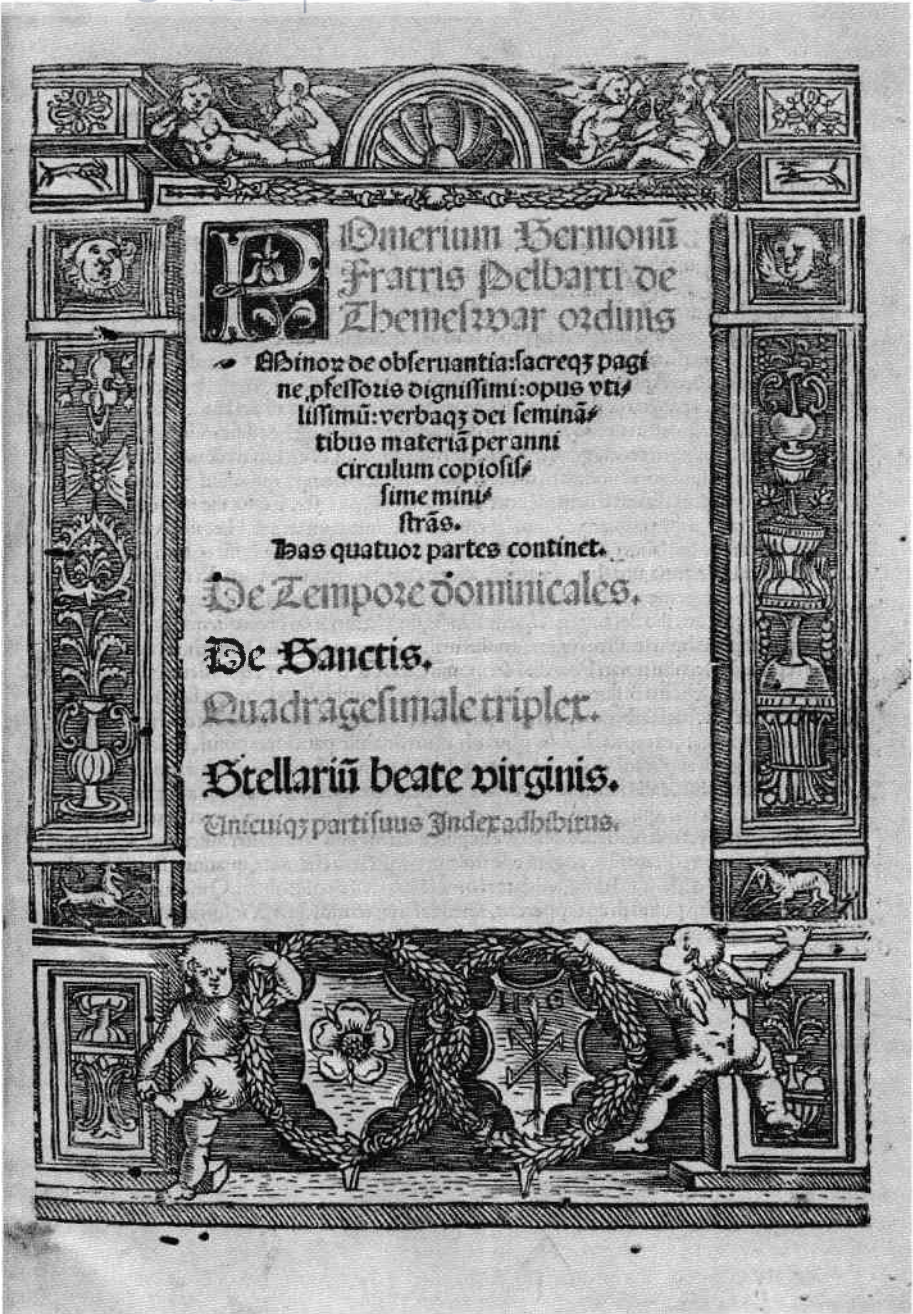 POmerium Sermonū
Fratris Pelbarti de
Themeswar ordinis
Minoꝝ de obseruantia: sacreqꝫ pagi
ne ꝓfessoris dignissimi: opus vti⸗
lissimū: verbaqꝫ dei seminā⸗
tibus materiā per anni
circulum copiosis⸗
sime mini⸗
strās.
Has quatuor partes continet.
De Tempore dominicales.
De Sanctis.
Quadragesimale triplex.
Stellariū beate virginis.
Unicuiqꝫ parti suus Index adhibitus.